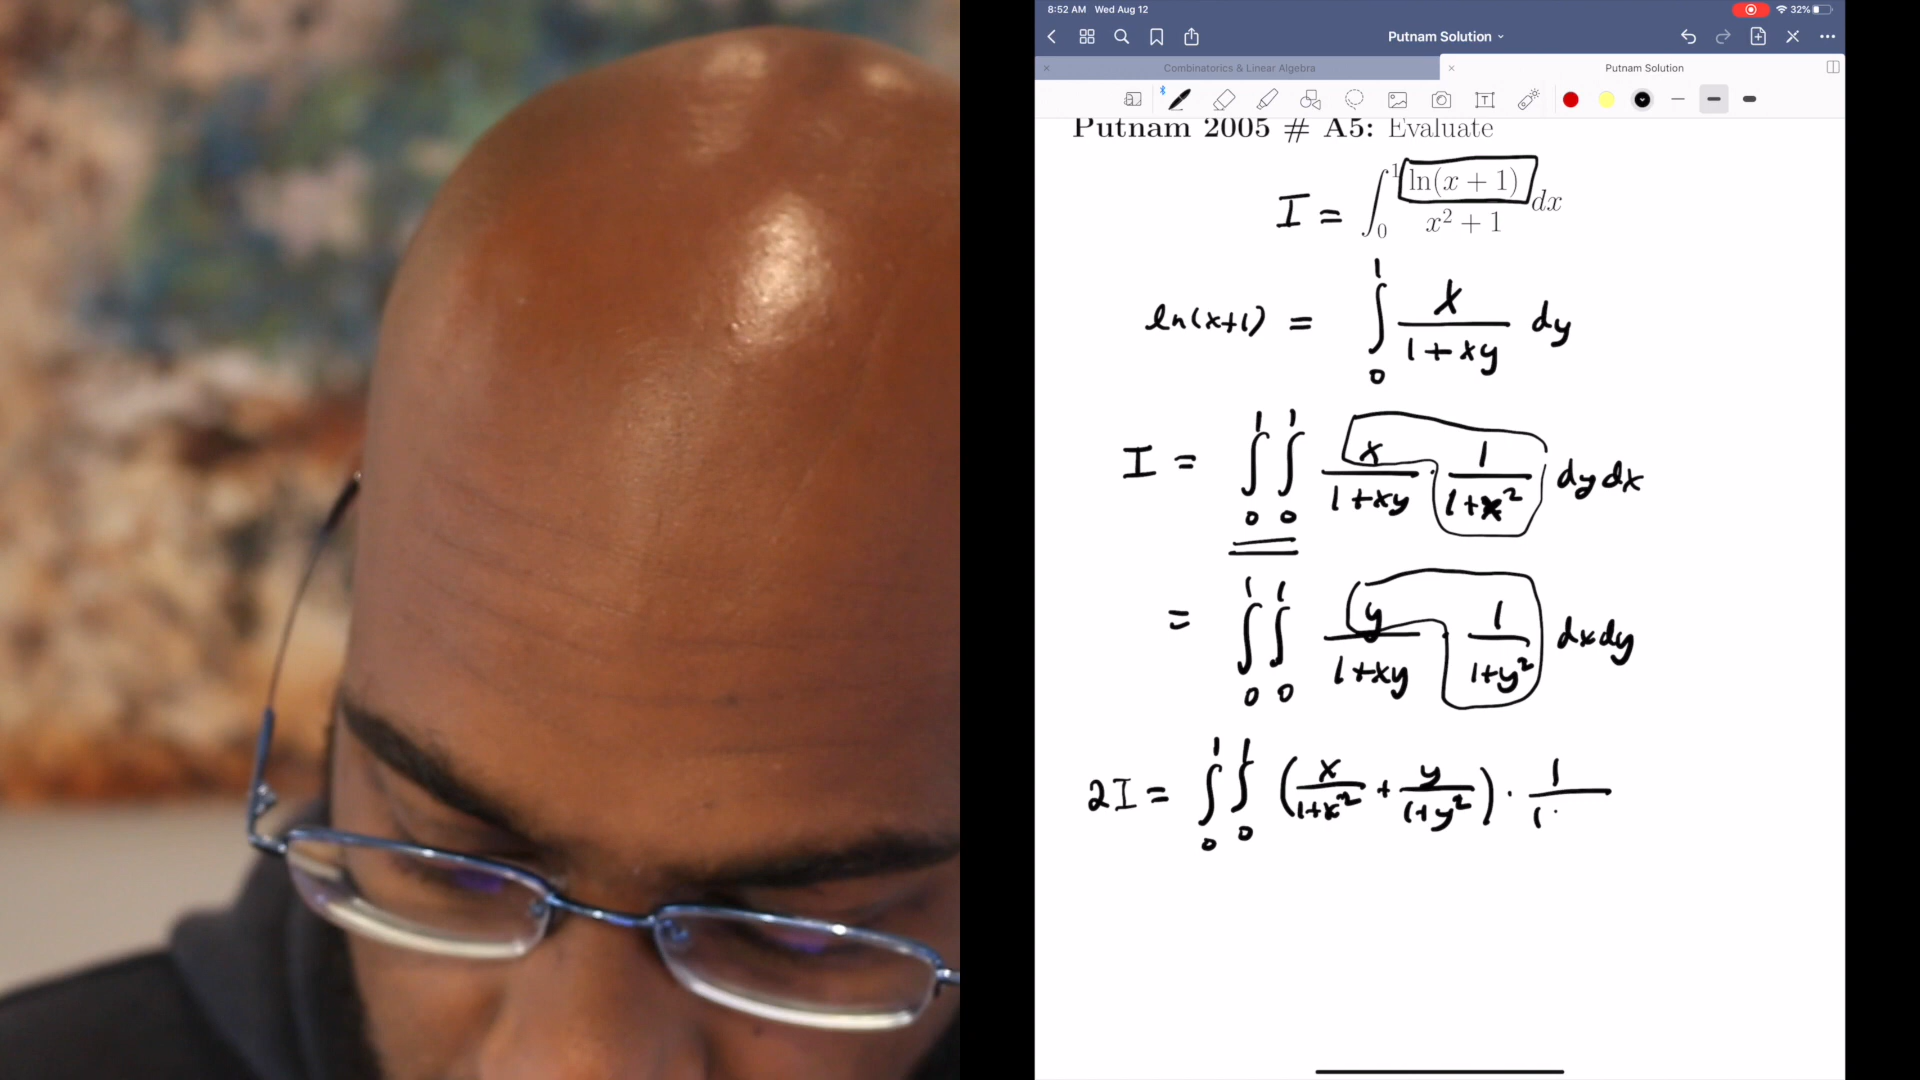 8:52 AM Wed Aug 12
32%
Putnam Solution
Combinatorics & Linear Algebra
Putnam Solution
Putnam 2005 # A5: Evaluate
I = ∫₀¹ ln(x + 1) / (x² + 1) dx
ln(x+1) = ∫₀¹ x / (1+xy) dy
I = ∫₀¹ ∫₀¹ x / (1+xy) · 1 / (1+x²) dy dx
= ∫₀¹ ∫₀¹ y / (1+xy) · 1 / (1+y²) dx dy
2I = ∫₀¹ ∫₀¹ (x / (1+x²) + y / (1+y²)) · 1 / (1